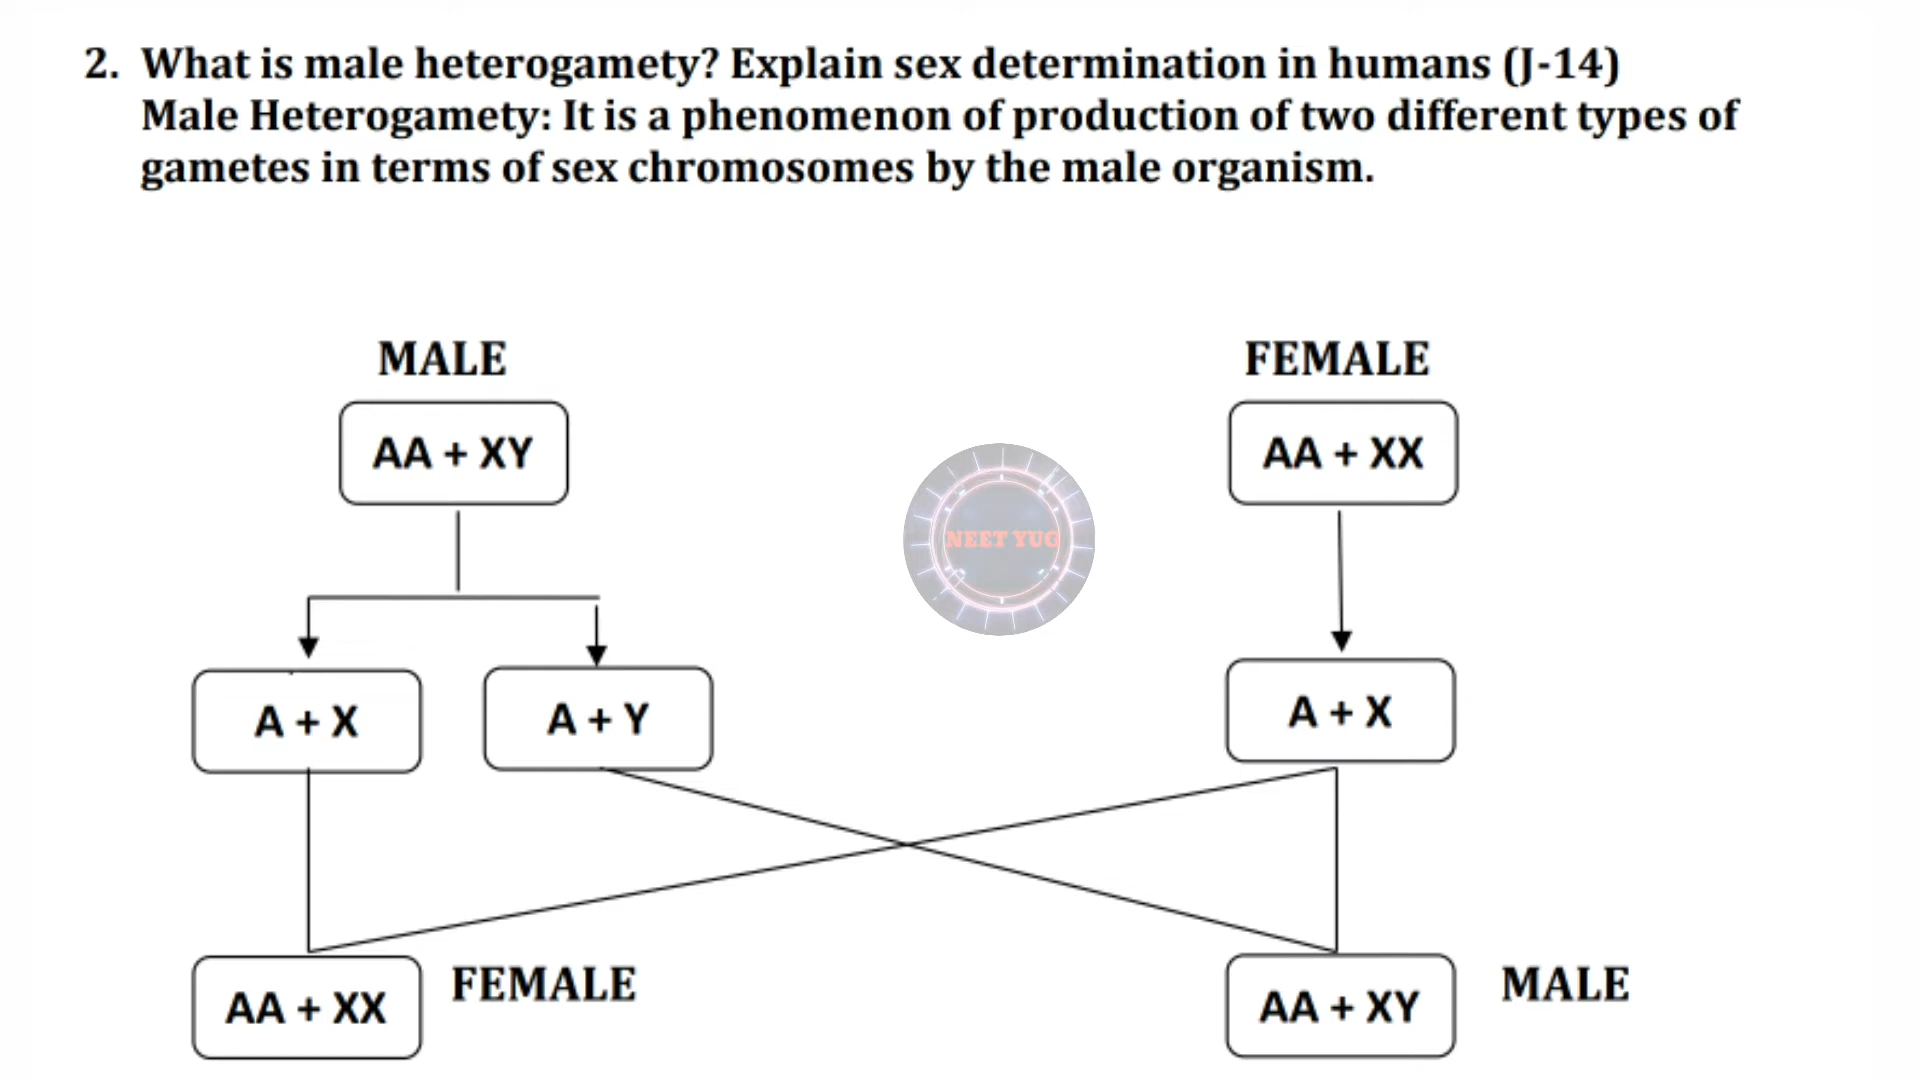 2. What is male heterogamety? Explain sex determination in humans (J-14)
Male Heterogamety: It is a phenomenon of production of two different types of
gametes in terms of sex chromosomes by the male organism.
MALE
FEMALE
AA + XY
AA + XX
NEET YUG
A + X
A + Y
A + X
AA + XX
FEMALE
AA + XY
MALE